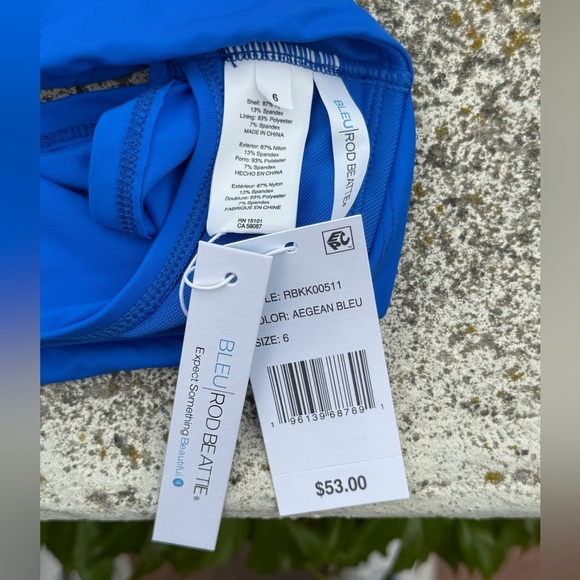 6
Shell: 87% Nylon
13% Spandex
Lining: 93% Polyester
7% Spandex
MADE IN CHINA
Exterior: 87% Nilon
13% Spandex
Forro: 93% Poliéster
7% Spandex
HECHO EN CHINA
Extérieur: 87% Nylon
13% Spandex
Doublure: 93% Polyester
7% Spandex
FABRIQUÉ EN CHINE
RN 15101
CA 59087
BLEU|ROD BEATTIE
EPC
LE: RBKK00511
OLOR: AEGEAN BLEU
SIZE: 6
1 96139 68769 1
$53.00
BLEU|ROD BEATTIE®
Expect Something Beautiful